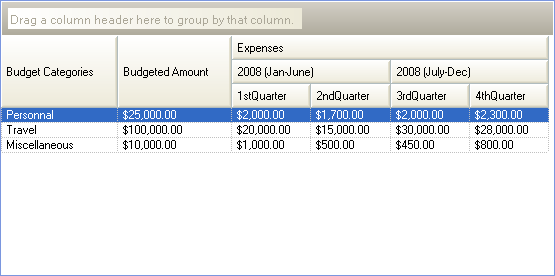 Drag a column header here to group by that column.
Expenses
Budget Categories Budgeted Amount 2008 (Jan-June) 2008 (July-Dec)
1stQuarter 2ndQuarter 3rdQuarter 4thQuarter
Personnal $25,000.00 $2,000.00 $1,700.00 $2,000.00 $2,300.00
Travel $100,000.00 $20,000.00 $15,000.00 $30,000.00 $28,000.00
Miscellaneous $10,000.00 $1,000.00 $500.00 $450.00 $800.00